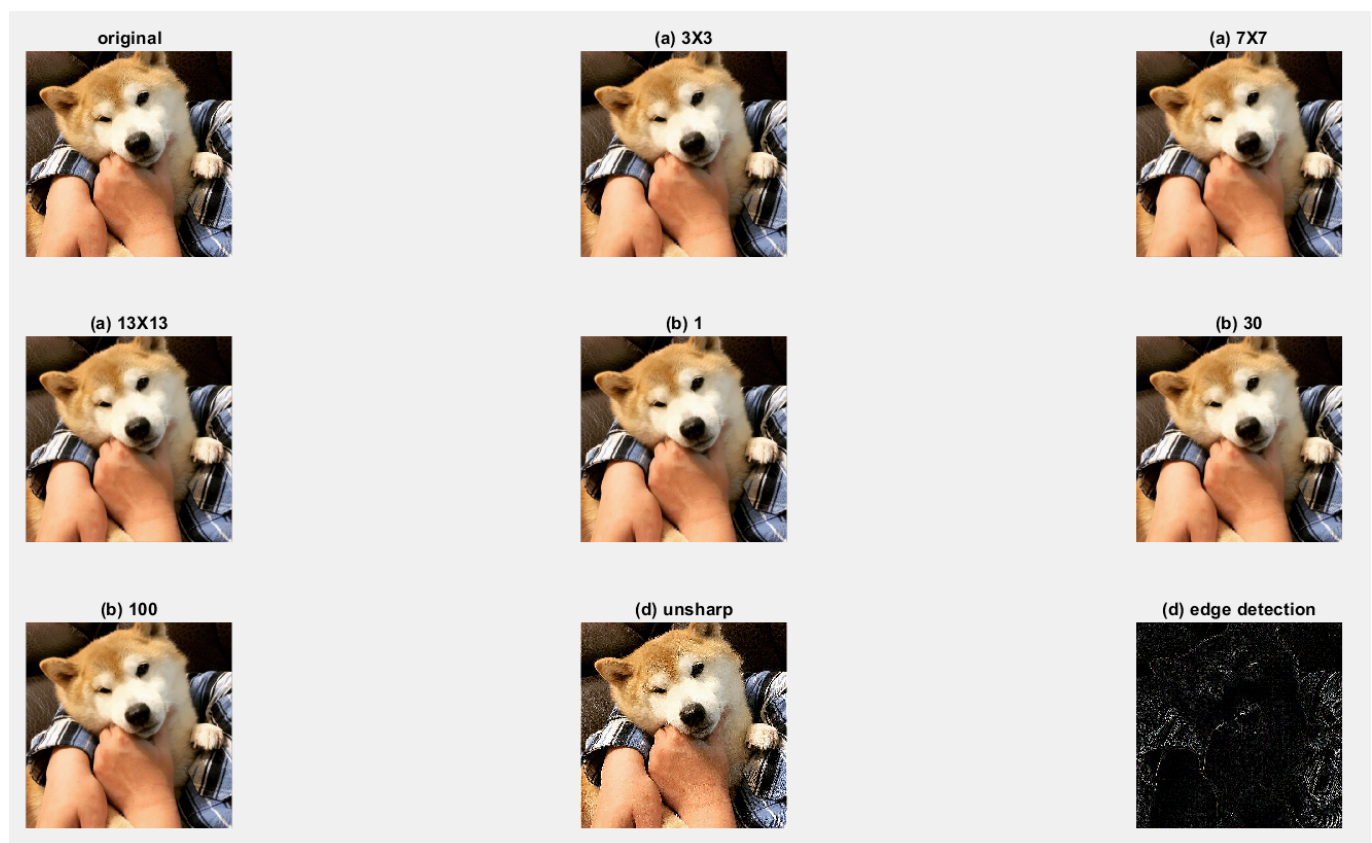 original
(a) 3X3
(a) 7X7
(a) 13X13
(b) 1
(b) 30
(b) 100
(d) unsharp
(d) edge detection